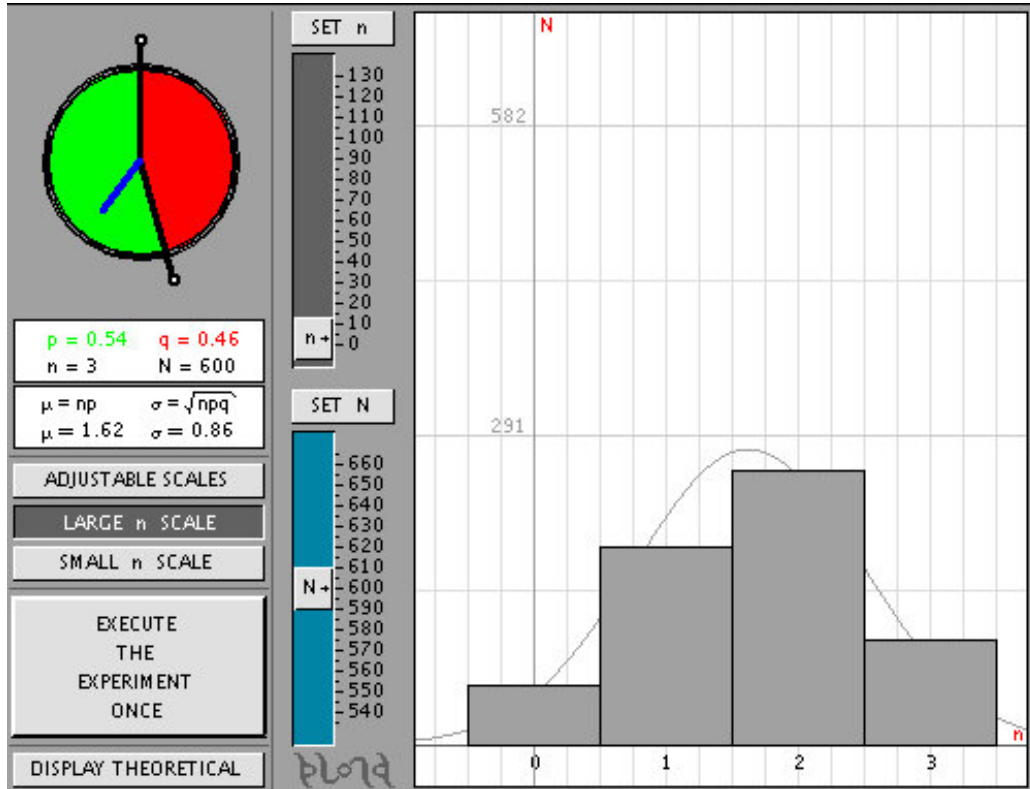 p = 0.54 q = 0.46
n = 3 N = 600
μ = np σ = √npq
μ = 1.62 σ = 0.86
ADJUSTABLE SCALES
LARGE n SCALE
SMALL n SCALE
EXECUTE
THE
EXPERIMENT
ONCE
DISPLAY THEORETICAL
SET n
130
120
110
100
90
80
70
60
50
40
30
20
10
0
n→
SET N
660
650
640
630
620
610
600
590
580
570
560
550
540
N→
N
582
291
n
0 1 2 3